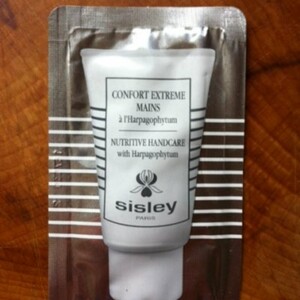 CONFORT EXTREME
MAINS
à l'Harpagophytum
NUTRITIVE HANDCARE
with Harpagophytum
sisley
PARIS